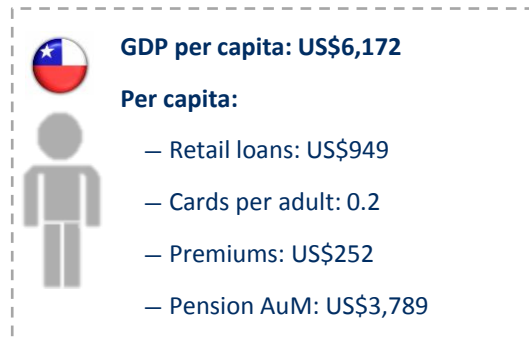 GDP per capita: US$6,172
Per capita:
— Retail loans: US$949
— Cards per adult: 0.2
— Premiums: US$252
— Pension AuM: US$3,789